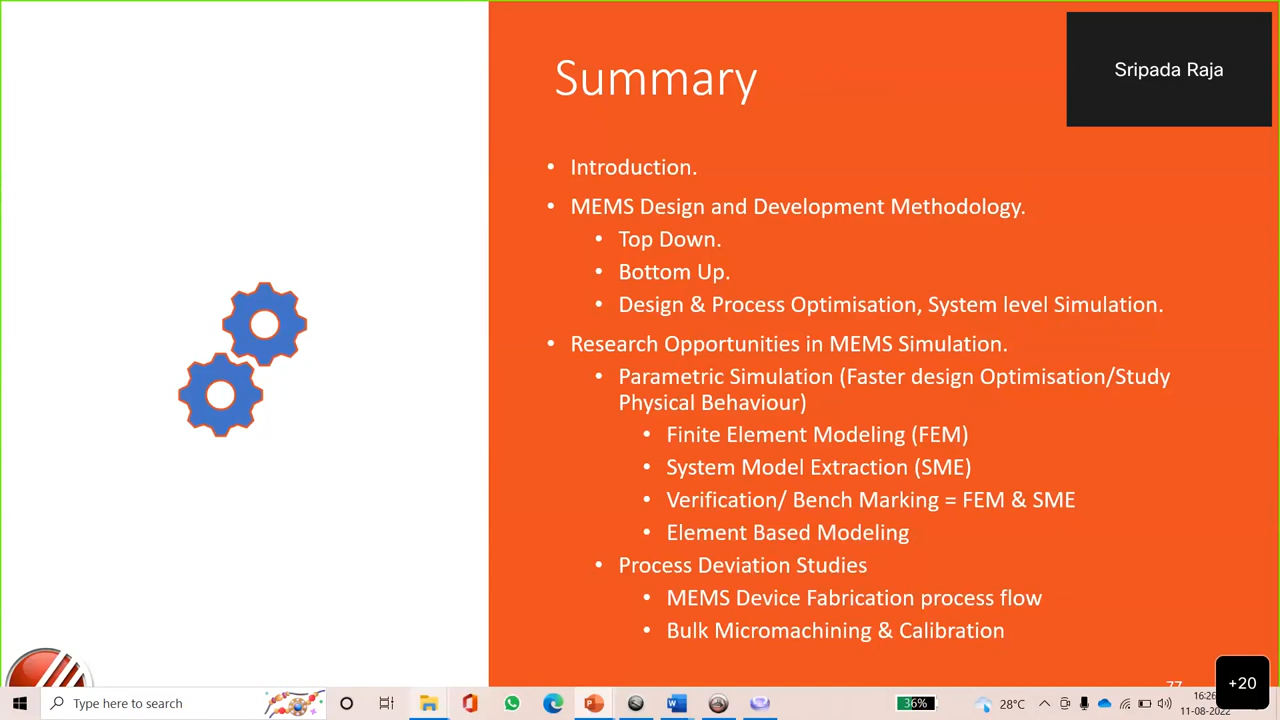 Summary
Sripada Raja
• Introduction.
• MEMS Design and Development Methodology.
• Top Down.
• Bottom Up.
• Design & Process Optimisation, System level Simulation.
• Research Opportunities in MEMS Simulation.
• Parametric Simulation (Faster design Optimisation/Study
Physical Behaviour)
• Finite Element Modeling (FEM)
• System Model Extraction (SME)
• Verification/ Bench Marking = FEM & SME
• Element Based Modeling
• Process Deviation Studies
• MEMS Device Fabrication process flow
• Bulk Micromachining & Calibration
+20
Type here to search
36%
28°C
16:26
11-08-2022